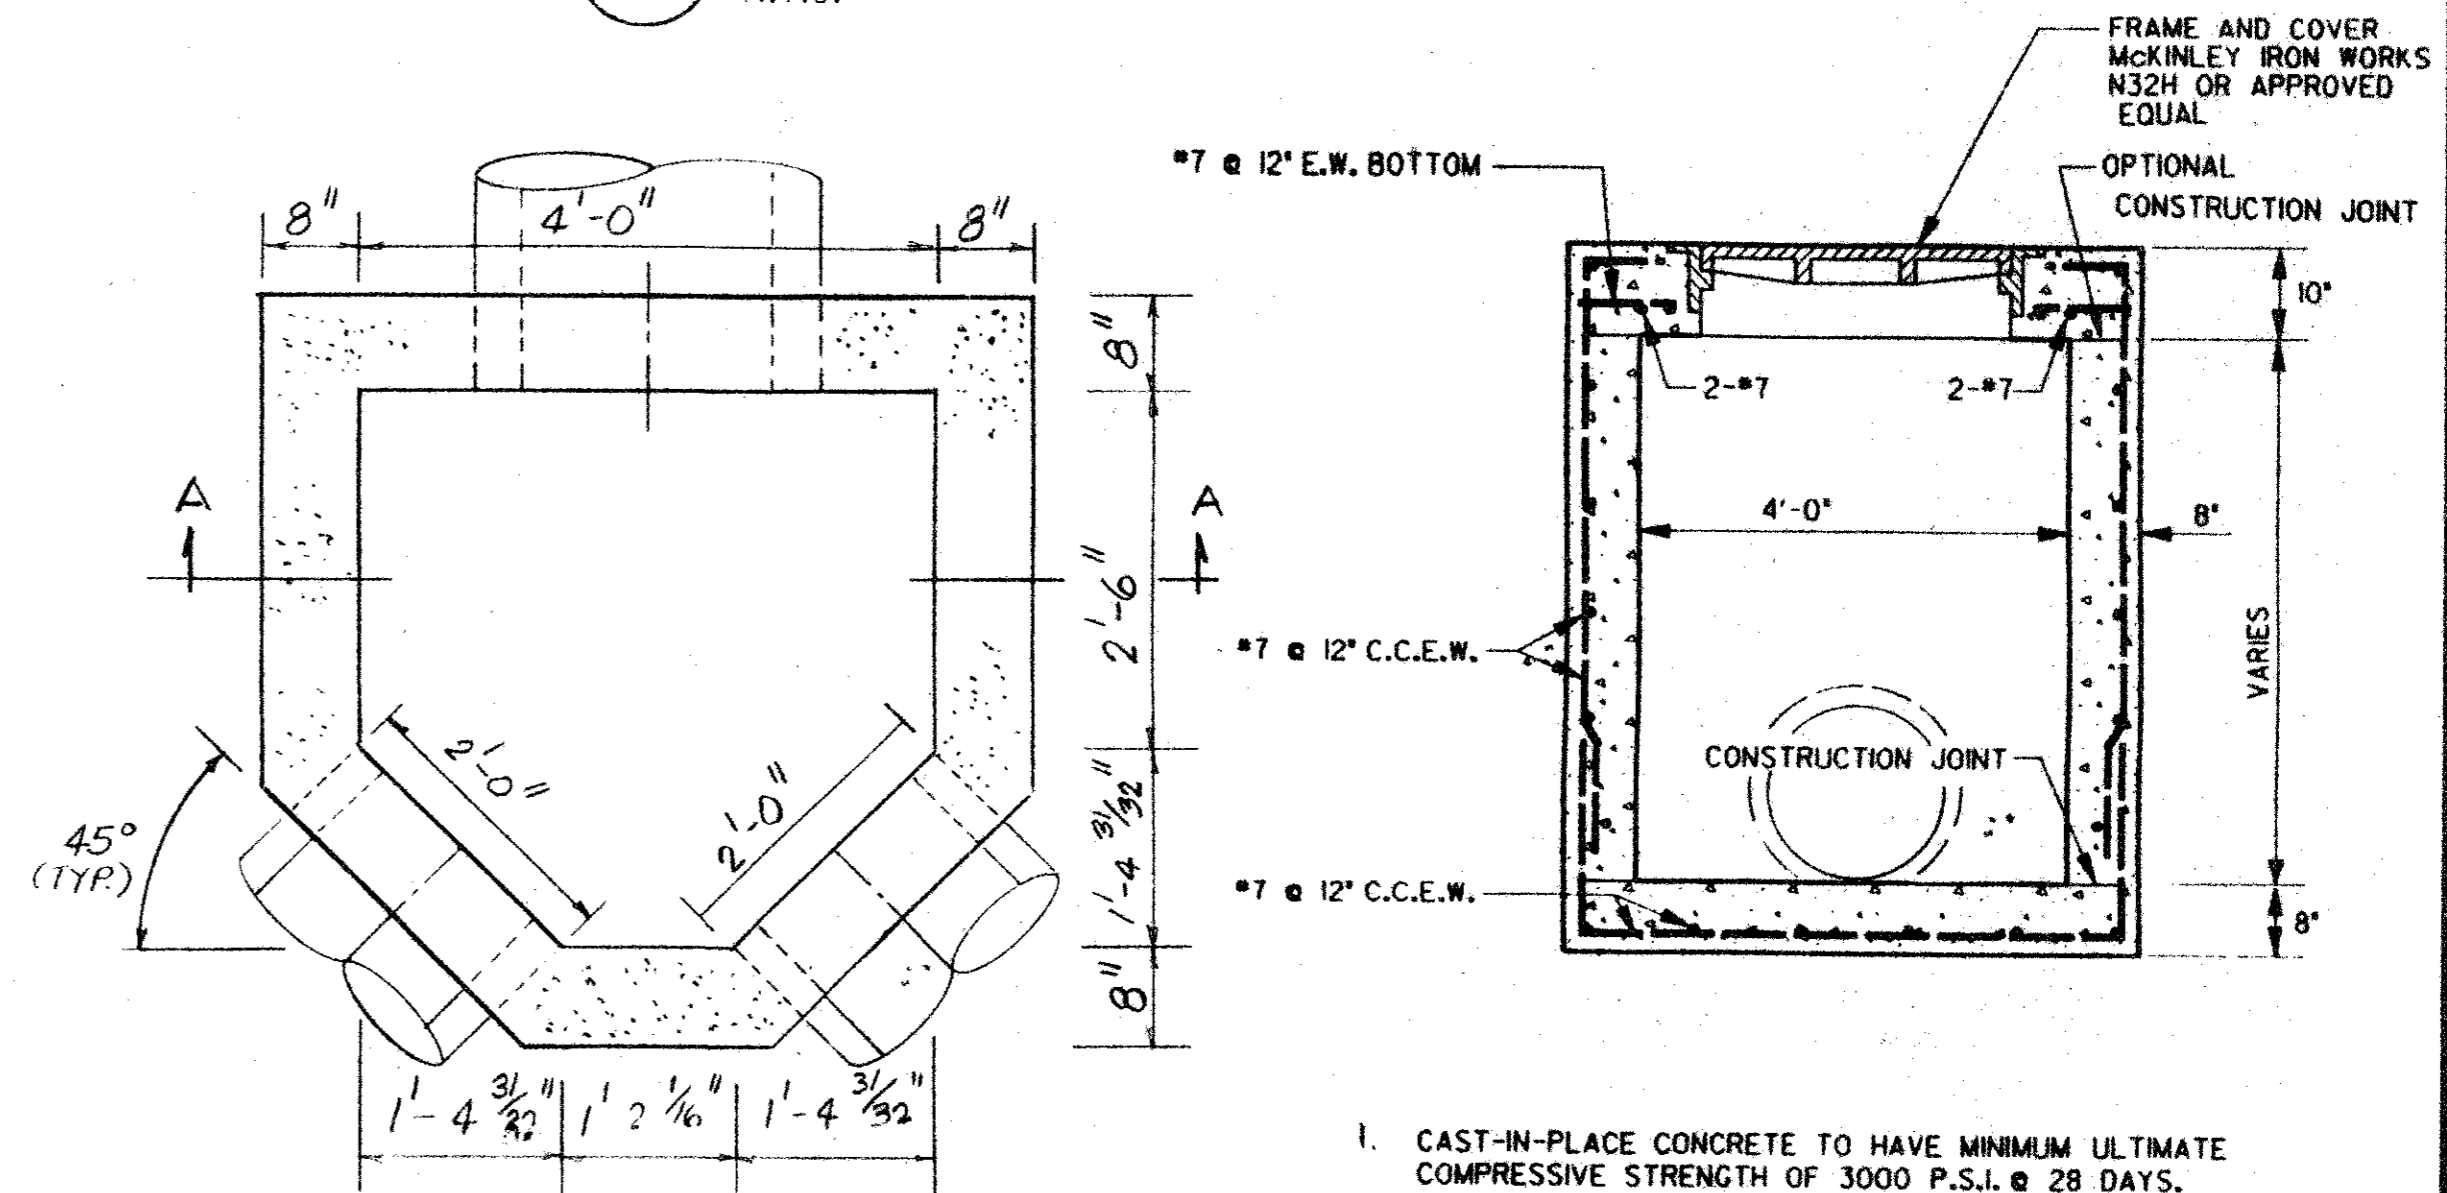 FRAME AND COVER
McKINLEY IRON WORKS
N32H OR APPROVED
EQUAL
#7 @ 12" E.W. BOTTOM
OPTIONAL
CONSTRUCTION JOINT
8"
4'-0"
8"
10"
8"
2-#7
2-#7
A
A
4'-0"
8"
2'-6"
#7 @ 12" C.C.E.W.
VARIES
2'-0"
2'-0"
1'-4 31/32"
CONSTRUCTION JOINT
45°
(TYP.)
#7 @ 12" C.C.E.W.
8"
8"
1'-4 31/32"
1' 2 1/16"
1'-4 31/32"
1. CAST-IN-PLACE CONCRETE TO HAVE MINIMUM ULTIMATE
COMPRESSIVE STRENGTH OF 3000 P.S.I. @ 28 DAYS.